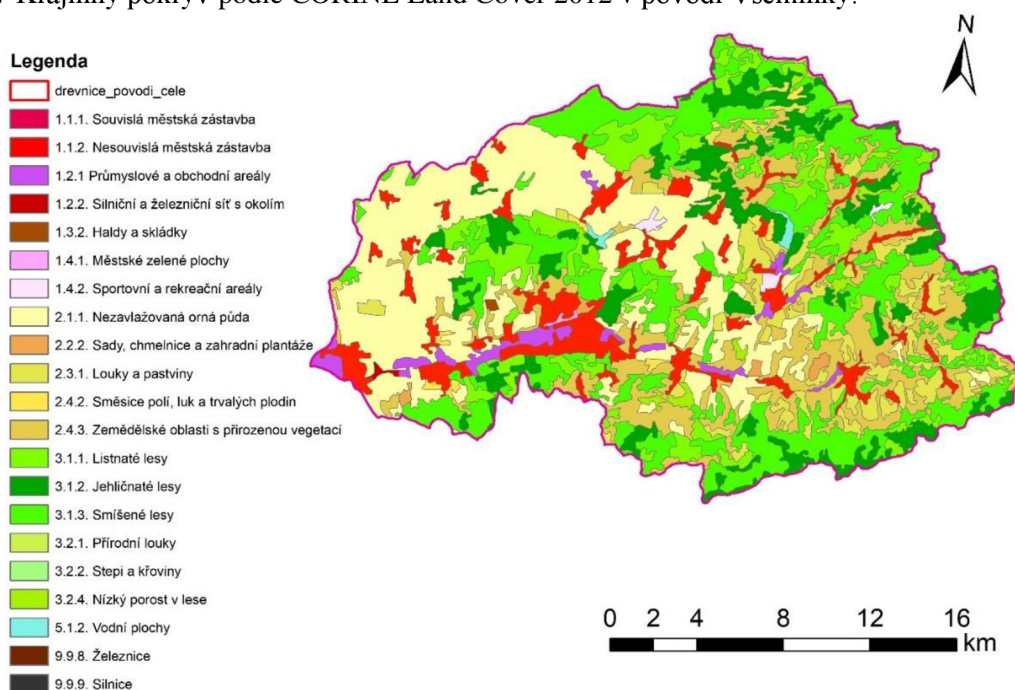 Krajinný pokryv podle CORINE Land Cover 2012 v povodí Všeminky.
N
Legenda
drevnice_povodi_cele
1.1.1. Souvislá městská zástavba
1.1.2. Nesouvislá městská zástavba
1.2.1 Průmyslové a obchodní areály
1.2.2. Silniční a železniční síť s okolím
1.3.2. Haldy a skládky
1.4.1. Městské zelené plochy
1.4.2. Sportovní a rekreační areály
2.1.1. Nezavlažovaná orná půda
2.2.2. Sady, chmelnice a zahradní plantáže
2.3.1. Louky a pastviny
2.4.2. Směsice polí, luk a trvalých plodin
2.4.3. Zemědělské oblasti s přirozenou vegetací
3.1.1. Listnaté lesy
3.1.2. Jehličnaté lesy
3.1.3. Smíšené lesy
3.2.1. Přírodní louky
3.2.2. Stepi a křoviny
3.2.4. Nízký porost v lese
5.1.2. Vodní plochy
9.9.8. Železnice
9.9.9. Silnice
0 2 4 8 12 16
km